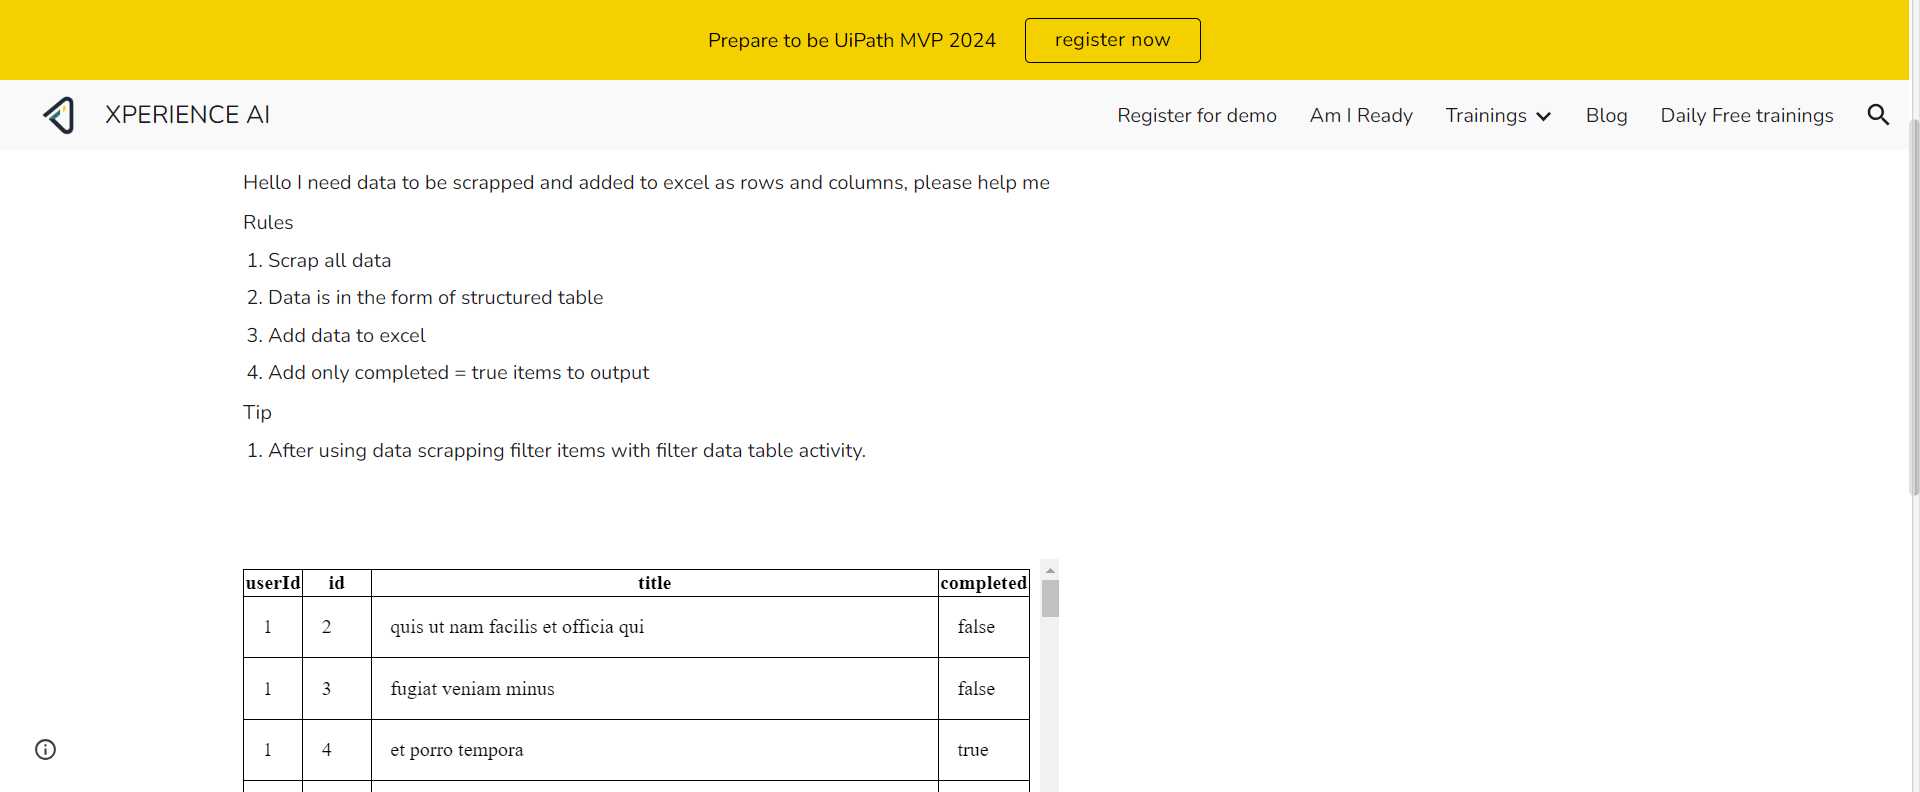 Prepare to be UiPath MVP 2024 register now
XPERIENCE AI Register for demo Am I Ready Trainings Blog Daily Free trainings
Hello I need data to be scrapped and added to excel as rows and columns, please help me
Rules
1. Scrap all data
2. Data is in the form of structured table
3. Add data to excel
4. Add only completed = true items to output
Tip
1. After using data scrapping filter items with filter data table activity.
userId id title completed
1 2 quis ut nam facilis et officia qui false
1 3 fugiat veniam minus false
1 4 et porro tempora true